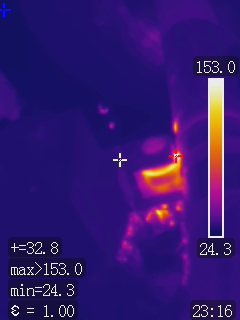 153.0
24.3
+=32.8
max>153.0
min=24.3
ε = 1.00
23:16